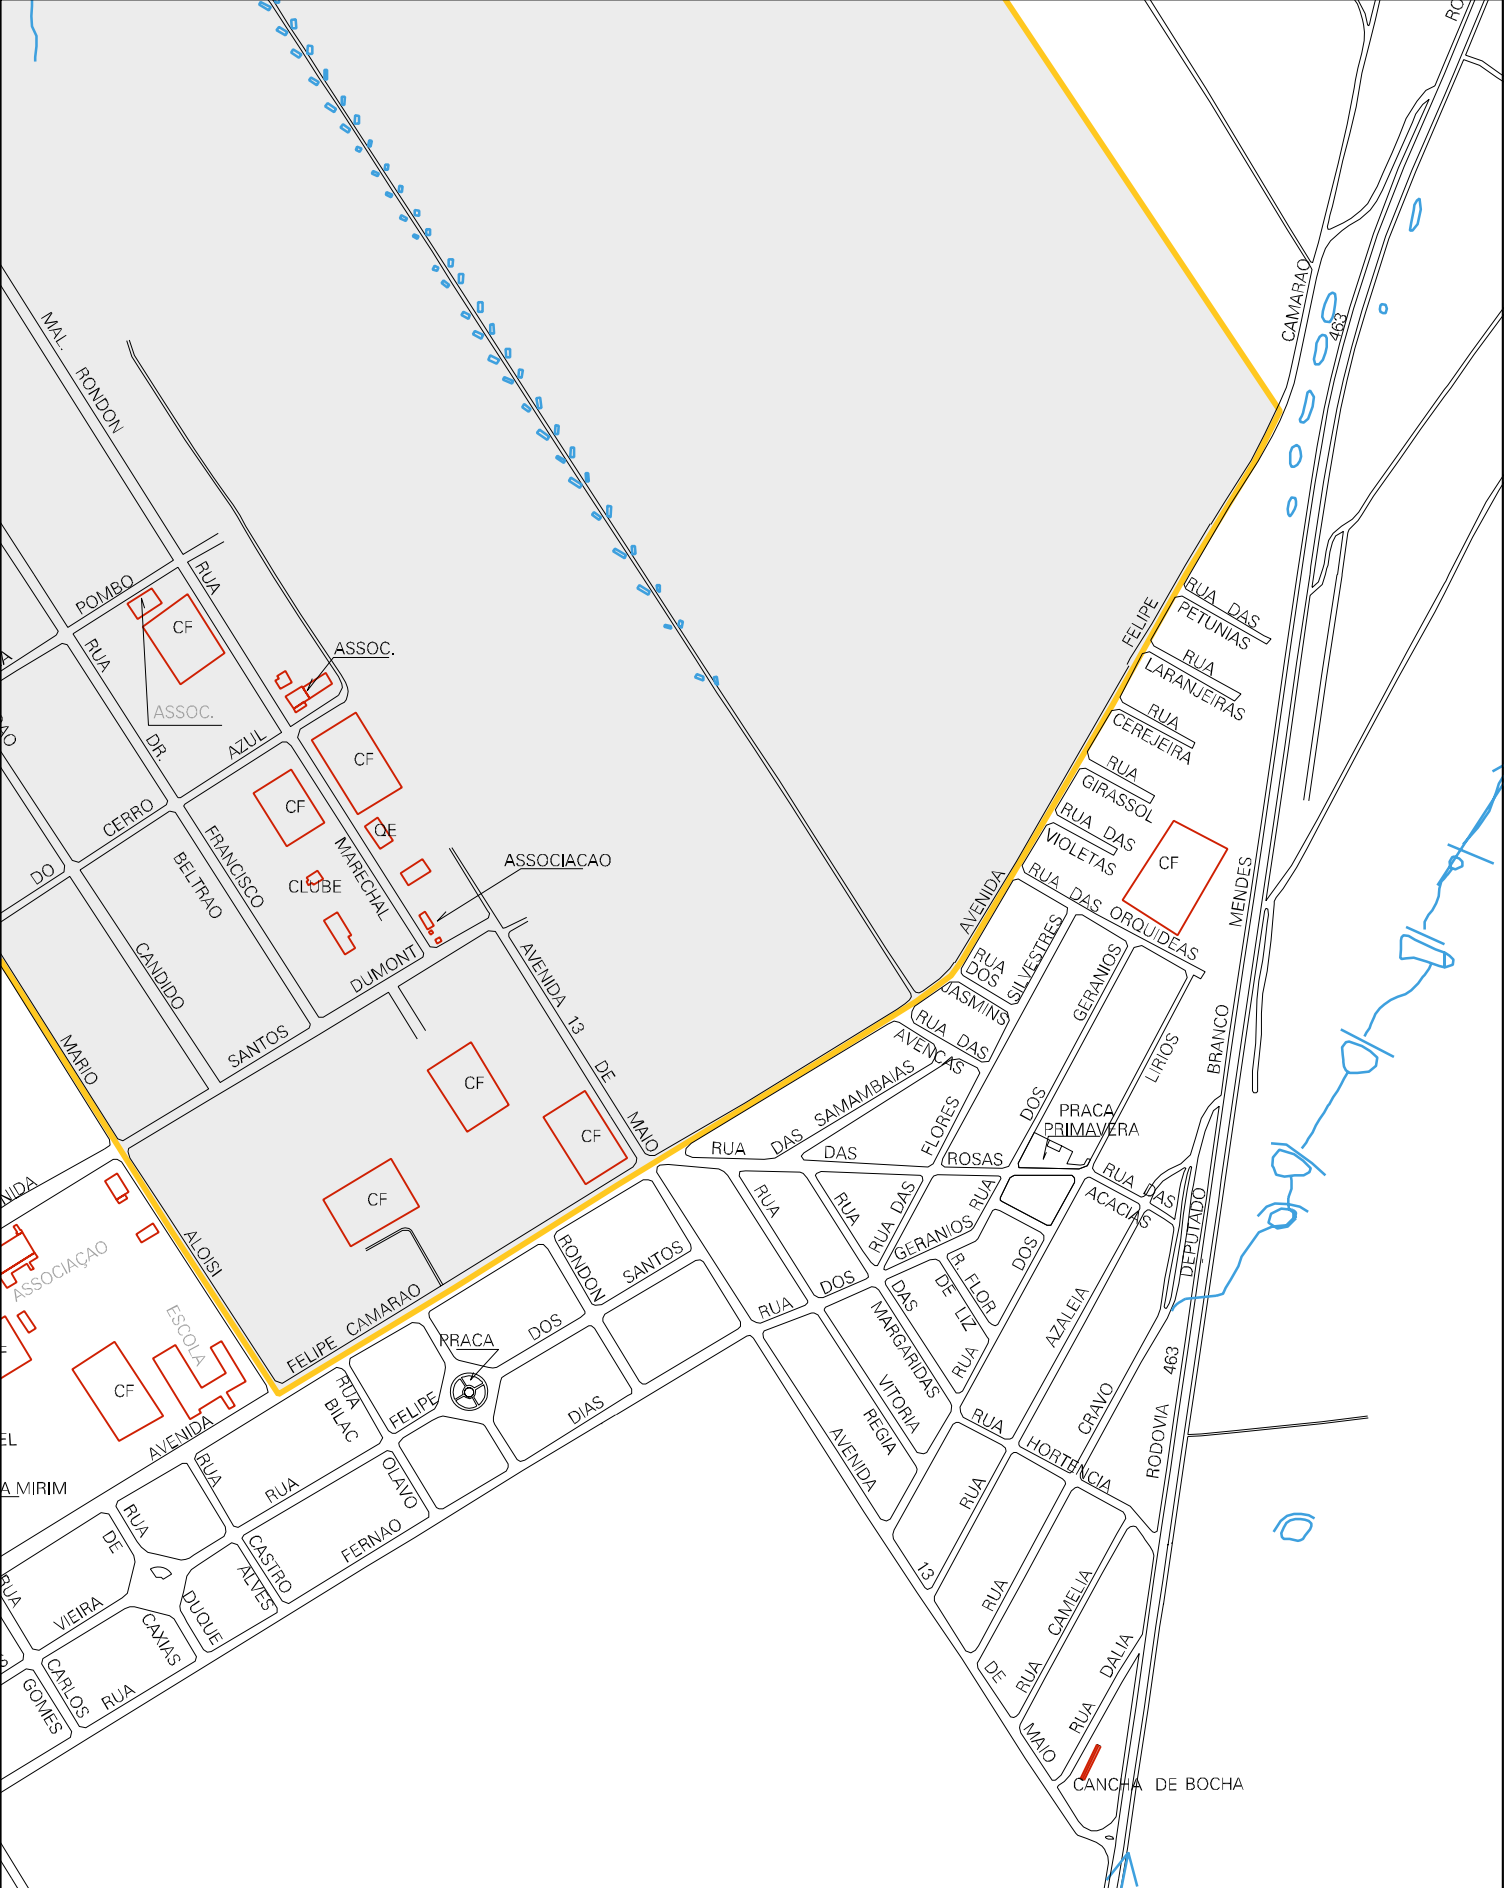 RO
CAMARAO
463
MAL.
RONDON
POMBO
RUA
CF
RUA
ASSOC.
ASSOC.
DR.
AZUL
CF
CERRO
CF
FRANCISCO
BELTRAO
QE
MARECHAL
CLUBE
ASSOCIACAO
DO
CANDIDO
DUMONT
SANTOS
AVENIDA 13 DE MAIO
MARIO
ALOISI
CF
CF
CF
FELIPE
AVENIDA
RUA DAS
PETUNIAS
RUA
LARANJEIRAS
RUA
CEREJEIRA
RUA
GIRASSOL
RUA DAS
VIOLETAS
CF
RUA DAS ORQUIDEAS
MENDES
BRANCO
DEPUTADO
463
RODOVIA
RUA
DOS
JASMINS
SILVESTRES
GERANIOS
DOS
LIRIOS
RUA DAS
AVENCAS
RUA DAS SAMAMBAIAS
FLORES
DAS
ROSAS
PRACA
PRIMAVERA
RUA DAS
ACACIAS
RUA
RUA
RUA DAS
GERANIOS
RUA
DOS
R. FLOR
DE LIZ
DAS
MARGARIDAS
RUA
AZALEIA
CRAVO
VITORIA
REGIA
RUA
HORTENCIA
RUA
AVENIDA
13
DE
MAIO
RUA
CAMELIA
RUA
DALIA
RUA
CANCHA DE BOCHA
RUA
DOS
SANTOS
RONDON
DOS
FELIPE CAMARAO
PRACA
FELIPE
DIAS
RUA
BILAC
OLAVO
RUA
FERNAO
NIDA
ASSOCIAÇAO
ESCOLA
CF
AVENIDA
EL
A MIRIM
RUA
CASTRO
ALVES
RUA
DE
DUQUE
CAXIAS
VIEIRA
RUA
CARLOS
GOMES
RUA